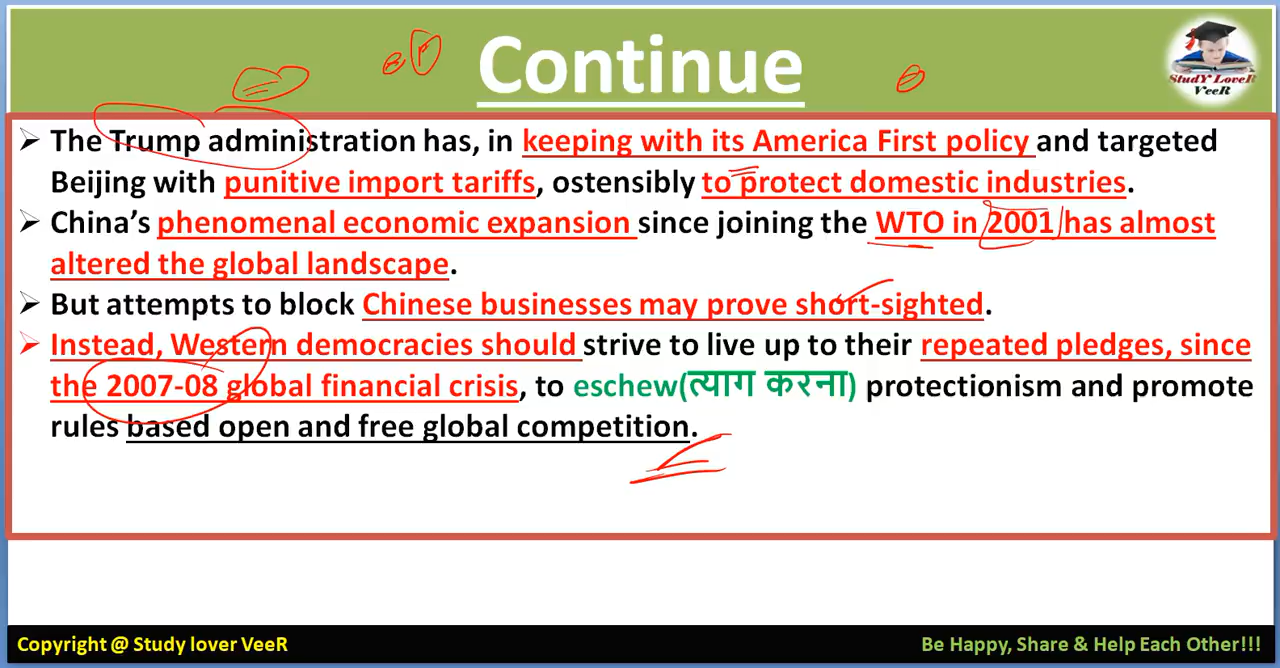 Continue
StudY LoveR
VeeR
➢ The Trump administration has, in keeping with its America First policy and targeted
Beijing with punitive import tariffs, ostensibly to protect domestic industries.
➢ China’s phenomenal economic expansion since joining the WTO in 2001 has almost
altered the global landscape.
➢ But attempts to block Chinese businesses may prove short-sighted.
➢ Instead, Western democracies should strive to live up to their repeated pledges, since
the 2007-08 global financial crisis, to eschew(त्याग करना) protectionism and promote
rules based open and free global competition.
Copyright @ Study lover VeeR
Be Happy, Share & Help Each Other!!!